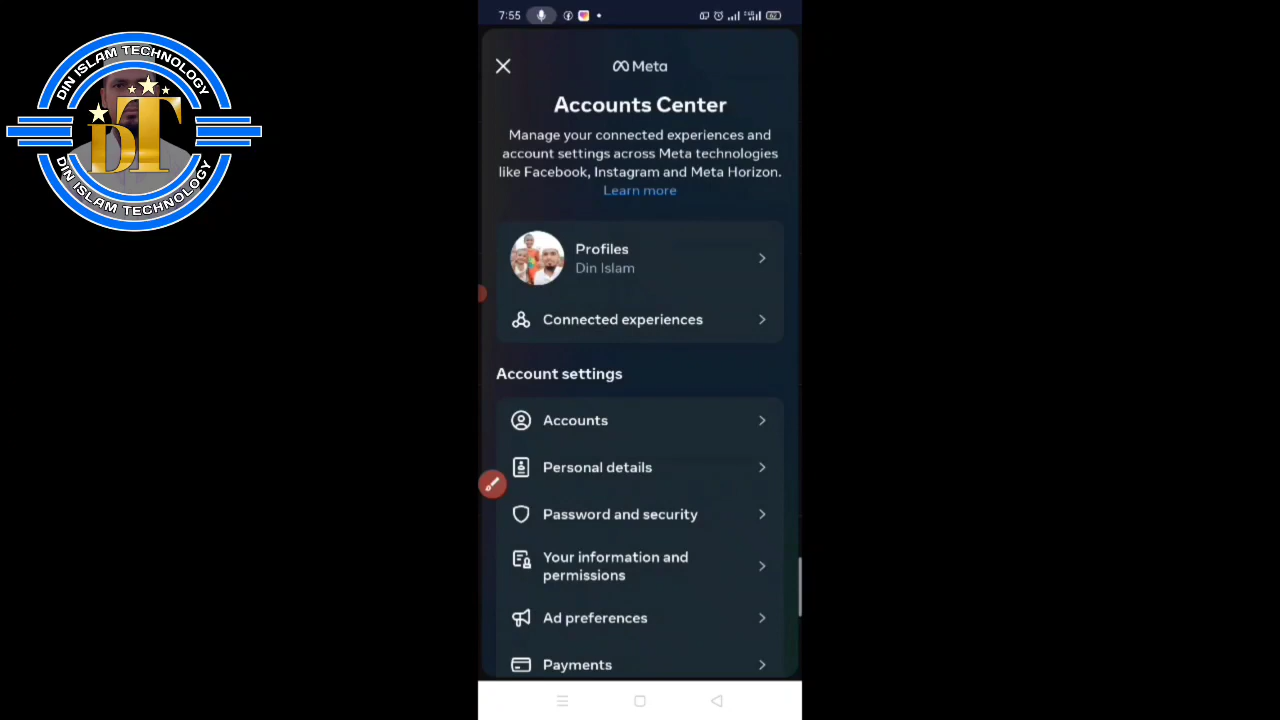 DIN ISLAM TECHNOLOGY
DT
DIN ISLAM TECHNOLOGY
7:55
Meta
Accounts Center
Manage your connected experiences and
account settings across Meta technologies
like Facebook, Instagram and Meta Horizon.
Learn more
Profiles
Din Islam
Connected experiences
Account settings
Accounts
Personal details
Password and security
Your information and
permissions
Ad preferences
Payments